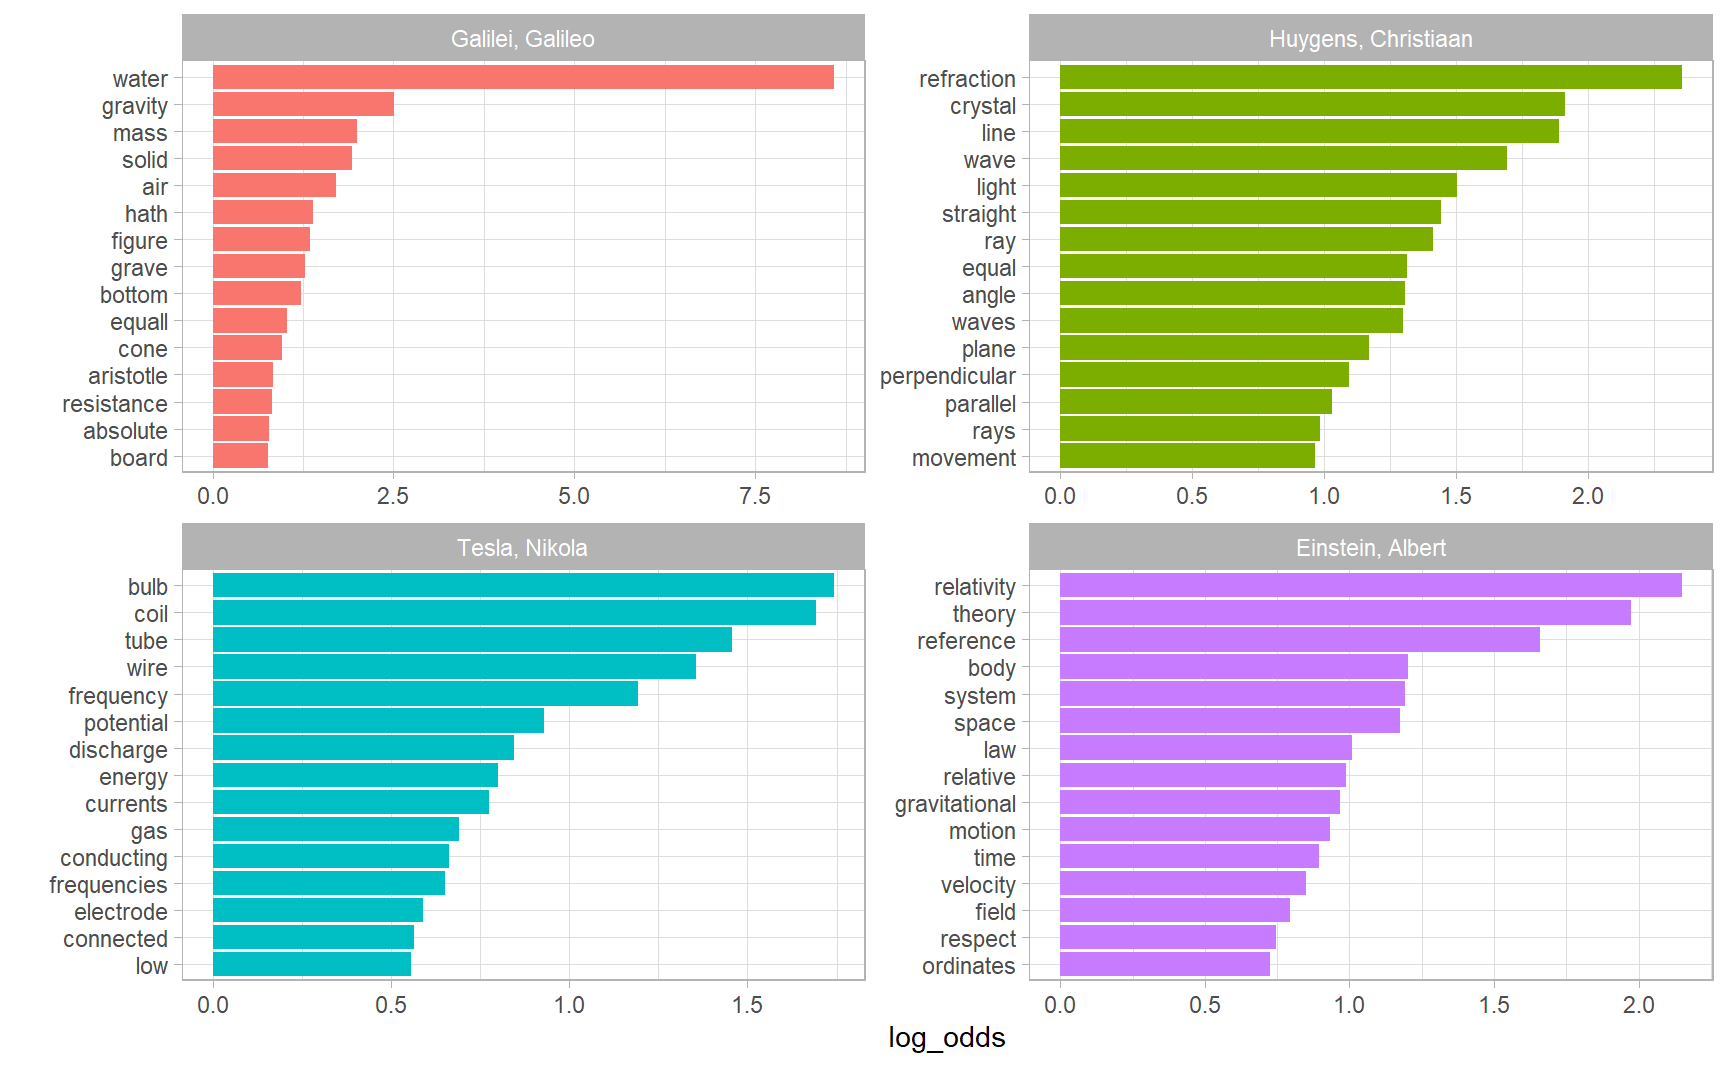 Galilei, Galileo
water
gravity
mass
solid
air
hath
figure
grave
bottom
equall
cone
aristotle
resistance
absolute
board
0.0 2.5 5.0 7.5
Huygens, Christiaan
refraction
crystal
line
wave
light
straight
ray
equal
angle
waves
plane
perpendicular
parallel
rays
movement
0.0 0.5 1.0 1.5 2.0
Tesla, Nikola
bulb
coil
tube
wire
frequency
potential
discharge
energy
currents
gas
conducting
frequencies
electrode
connected
low
0.0 0.5 1.0 1.5
Einstein, Albert
relativity
theory
reference
body
system
space
law
relative
gravitational
motion
time
velocity
field
respect
ordinates
0.0 0.5 1.0 1.5 2.0
log_odds